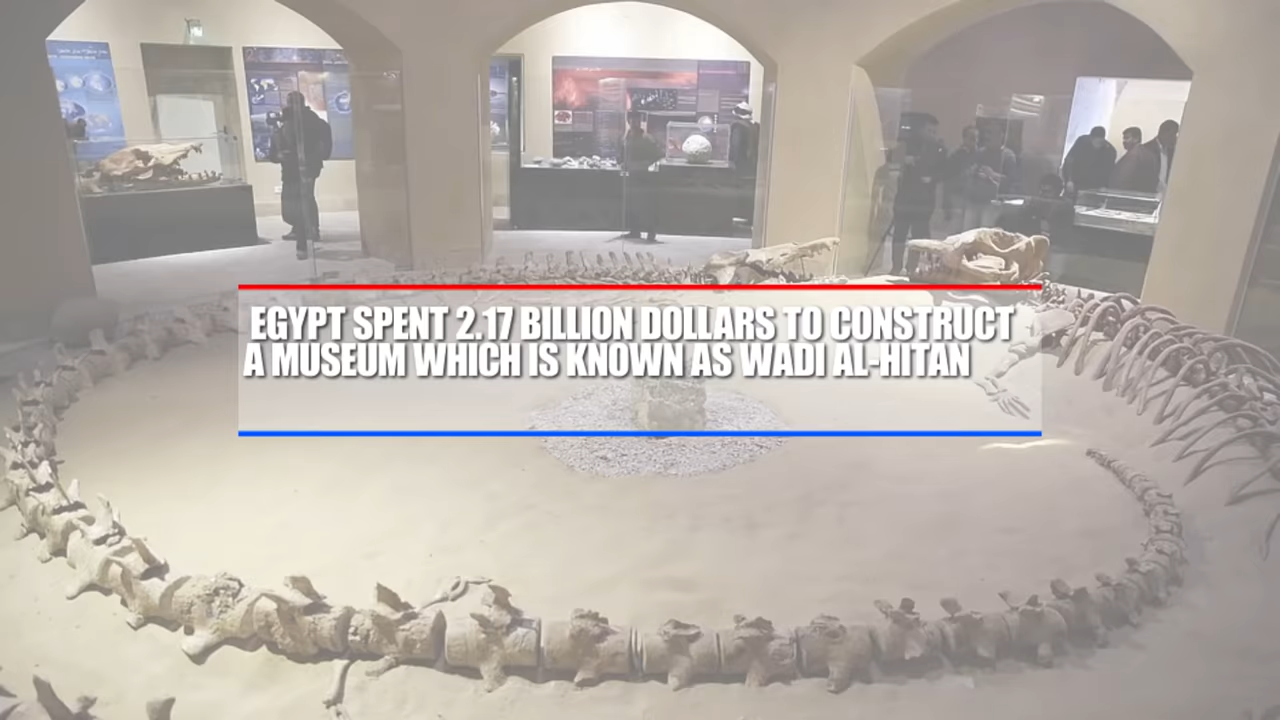 EGYPT SPENT 2.17 BILLION DOLLARS TO CONSTRUCT
A MUSEUM WHICH IS KNOWN AS WADI AL-HITAN